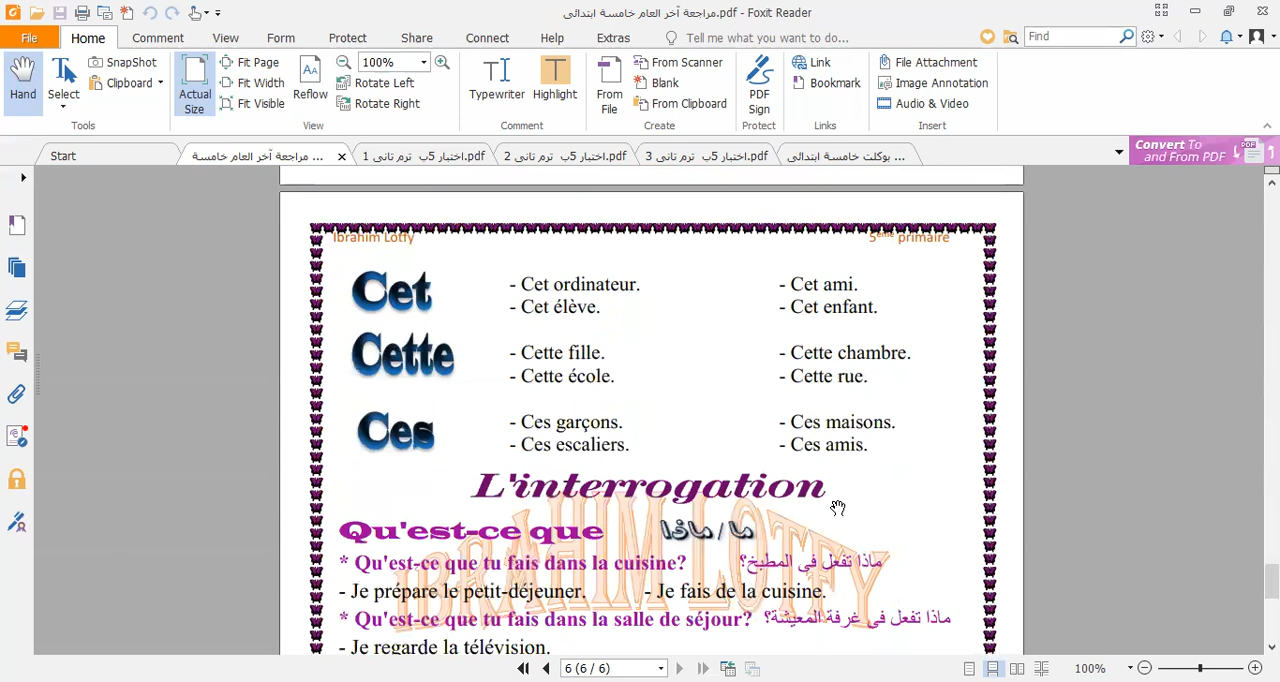 مراجعة آخر العام خامسة ابتدائى.pdf - Foxit Reader
File Home Comment View Form Protect Share Connect Help Extras Tell me what you want to do... Find
Hand Select SnapShot Clipboard Actual Size Fit Page Fit Width Fit Visible Reflow 100% Rotate Left Rotate Right Typewriter Highlight From File From Scanner Blank From Clipboard PDF Sign Link Bookmark File Attachment Image Annotation Audio & Video
Tools View Comment Create Protect Links Insert
Start مراجعة آخر العام خامسة ... اختبار 5ب ترم ثانى 1.pdf اختبار 5ب ترم ثانى 2.pdf اختبار 5ب ترم ثانى 3.pdf بوكلت خامسة ابتدائى ... Convert To and From PDF
Ibrahim Lotfy 5ème primaire
Cet - Cet ordinateur. - Cet ami.
- Cet élève. - Cet enfant.
Cette - Cette fille. - Cette chambre.
- Cette école. - Cette rue.
Ces - Ces garçons. - Ces maisons.
- Ces escaliers. - Ces amis.
L'interrogation
Qu'est-ce que ما / ماذا
* Qu'est-ce que tu fais dans la cuisine? ماذا تفعل فى المطبخ؟
- Je prépare le petit-déjeuner. - Je fais de la cuisine.
* Qu'est-ce que tu fais dans la salle de séjour? ماذا تفعل فى غرفة المعيشة؟
- Je regarde la télévision.
IBRAHIM LOTFY
6 (6 / 6) 100%